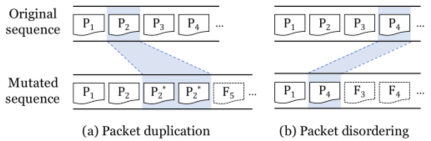 Original sequence
P1 P2 P3 P4 ...
P1 P2 P3 P4 ...
Mutated sequence
P1 P2 P2* P2* F5 ...
P1 P4 F3 F4 ...
(a) Packet duplication
(b) Packet disordering